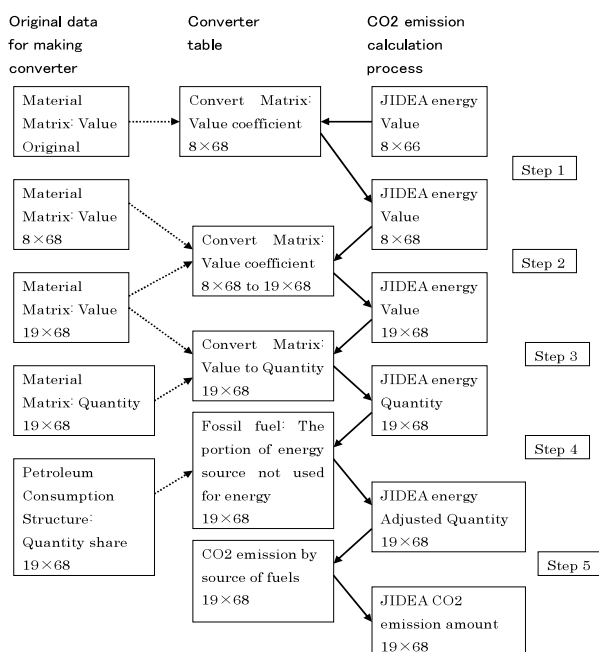 Original data
for making
converter
Converter
table
CO2 emission
calculation
process
Material
Matrix: Value
Original
Convert Matrix:
Value coefficient
8×68
JIDEA energy
Value
8×66
Step 1
Material
Matrix: Value
8×68
JIDEA energy
Value
8×68
Convert Matrix:
Value coefficient
8×68 to 19×68
Step 2
Material
Matrix: Value
19×68
JIDEA energy
Value
19×68
Convert Matrix:
Value to Quantity
19×68
Step 3
Material
Matrix: Quantity
19×68
JIDEA energy
Quantity
19×68
Fossil fuel: The
portion of energy
source not used
for energy
19×68
Step 4
Petroleum
Consumption
Structure:
Quantity share
19×68
JIDEA energy
Adjusted Quantity
19×68
CO2 emission by
source of fuels
19×68
Step 5
JIDEA CO2
emission amount
19×68